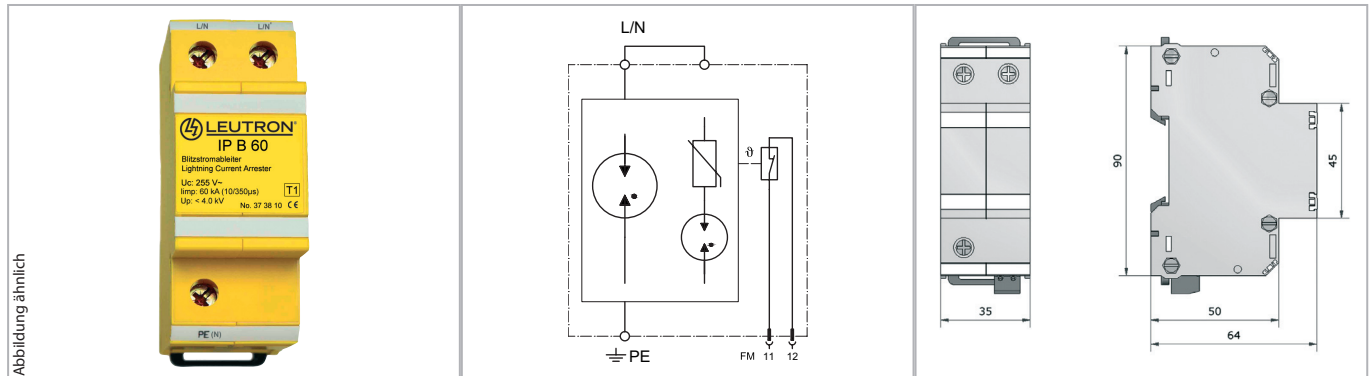 Abbildung ähnlich
L/N L/N
LEUTRON
IP B 60
Blitzstromableiter
Lightning Current Arrester
Uc: 255 V~
Iimp: 60 kA (10/350µs)
Up: < 4.0 kV
T1
No. 37 38 10 CE
PE (N)
L/N
ϑ
PE
FM 11 12
35
90
45
50
64